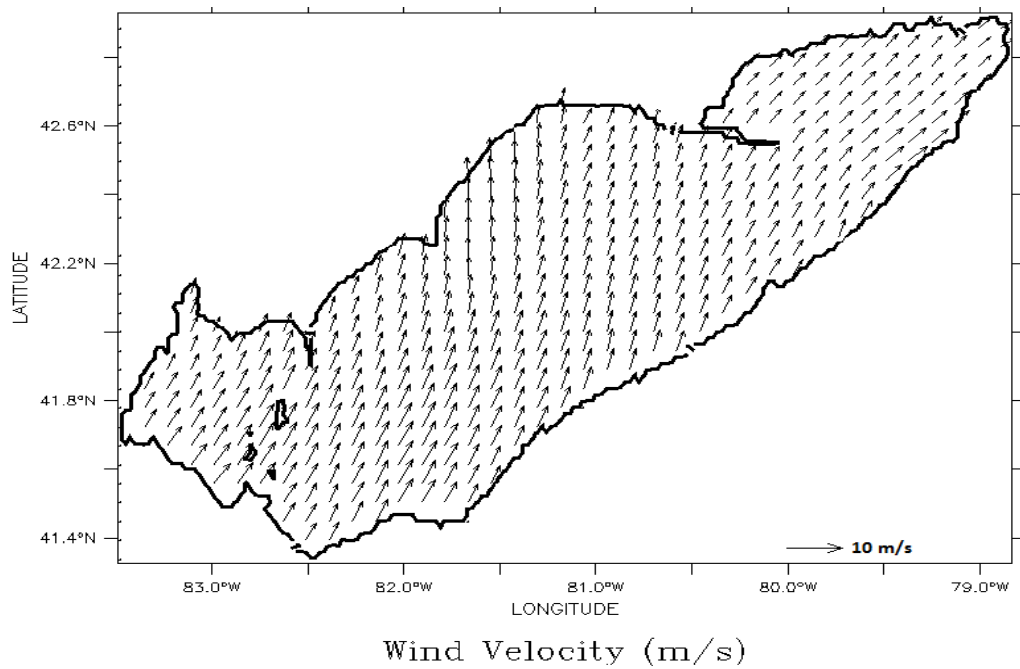 42.6°N
42.2°N
41.8°N
41.4°N
LATITUDE
10 m/s
83.0°W 82.0°W 81.0°W 80.0°W 79.0°W
LONGITUDE
Wind Velocity (m/s)